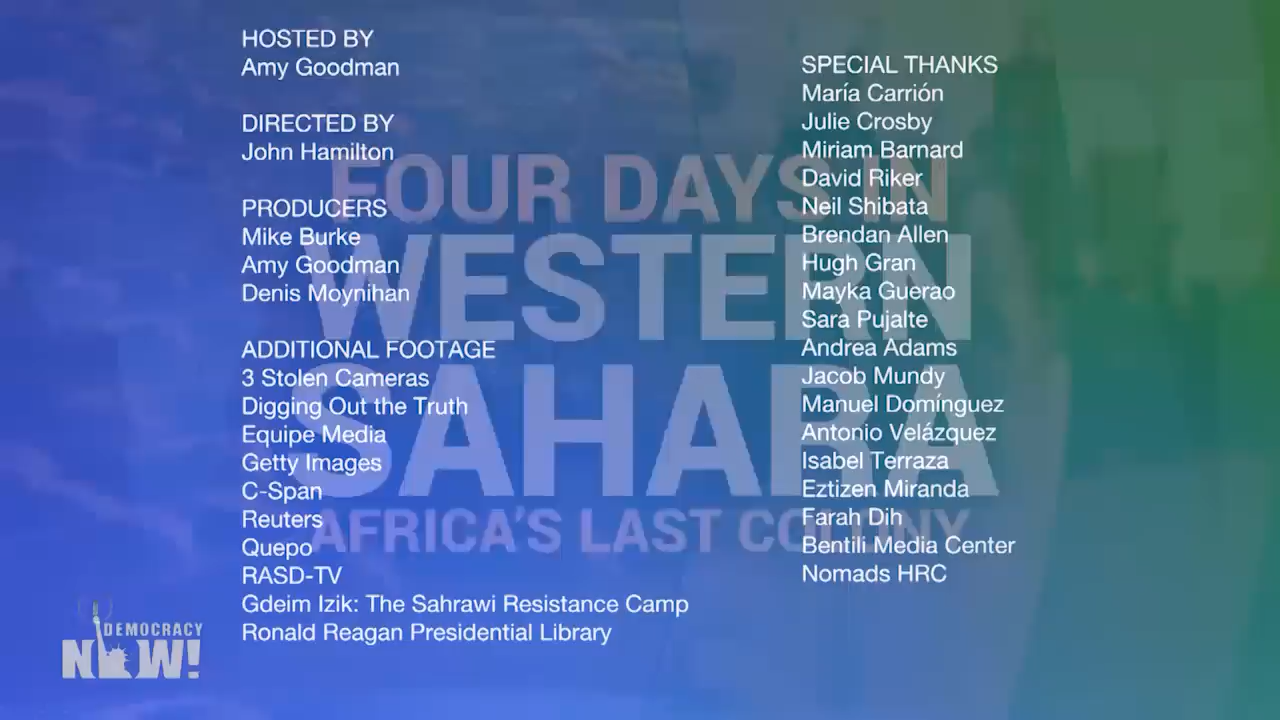 HOSTED BY
Amy Goodman
DIRECTED BY
John Hamilton
PRODUCERS
Mike Burke
Amy Goodman
Denis Moynihan
ADDITIONAL FOOTAGE
3 Stolen Cameras
Digging Out the Truth
Equipe Media
Getty Images
C-Span
Reuters
Quepo
RASD-TV
Gdeim Izik: The Sahrawi Resistance Camp
Ronald Reagan Presidential Library
SPECIAL THANKS
María Carrión
Julie Crosby
Miriam Barnard
David Riker
Neil Shibata
Brendan Allen
Hugh Gran
Mayka Guerao
Sara Pujalte
Andrea Adams
Jacob Mundy
Manuel Domínguez
Antonio Velázquez
Isabel Terraza
Eztizen Miranda
Farah Dih
Bentili Media Center
Nomads HRC
FOUR DAYS IN
WESTERN
SAHARA
AFRICA'S LAST COLONY
DEMOCRACY
NOW!